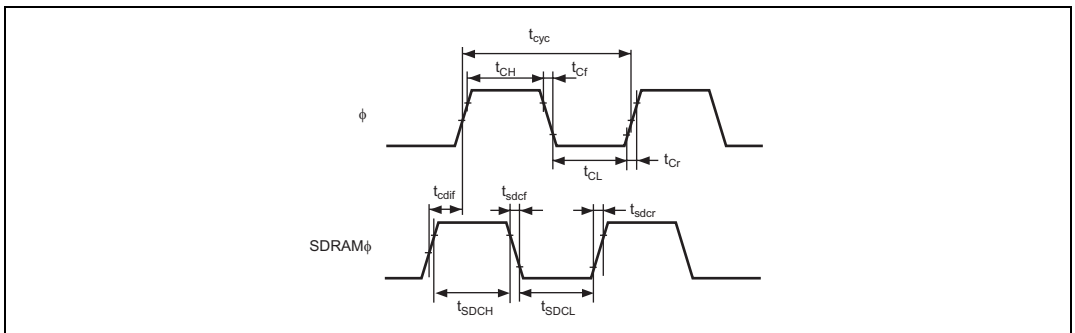 tcyc
tCH
tCf
ϕ
tCL
tCr
tcdif
tsdcf
tsdcr
SDRAMϕ
tSDCH
tSDCL